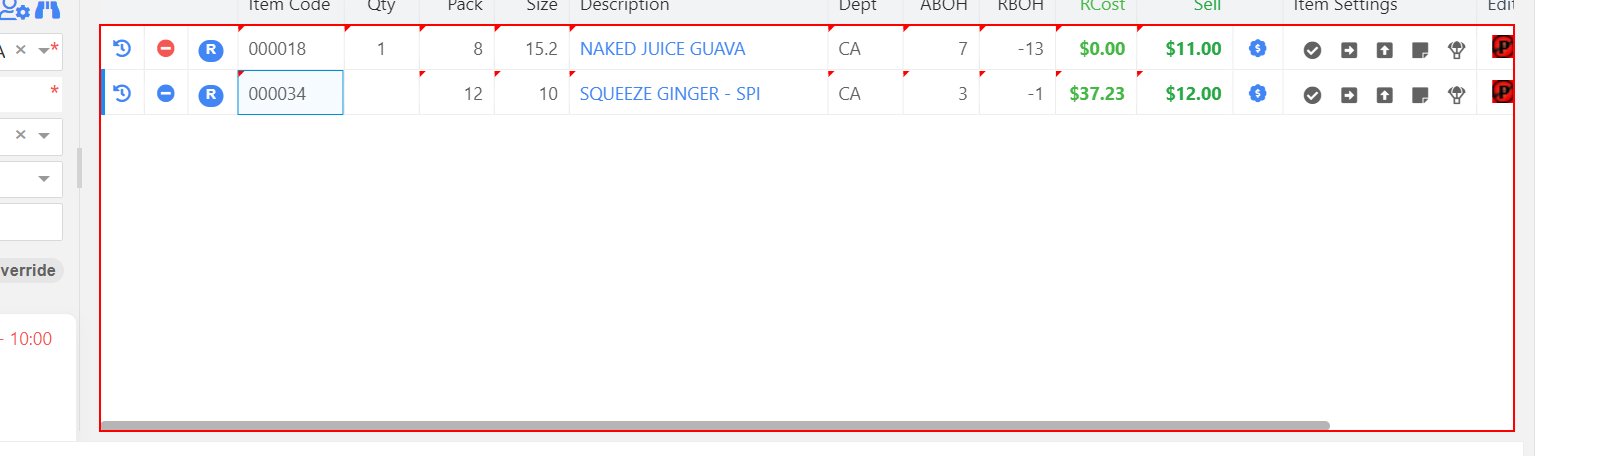 Item Code Qty Pack Size Description Dept ABOH RBOH RCost Sell Item Settings Edit
A × *
R 000018 1 8 15.2 NAKED JUICE GUAVA CA 7 -13 $0.00 $11.00 $ P
*
R 000034 12 10 SQUEEZE GINGER - SPI CA 3 -1 $37.23 $12.00 $ P
×
verride
- 10:00